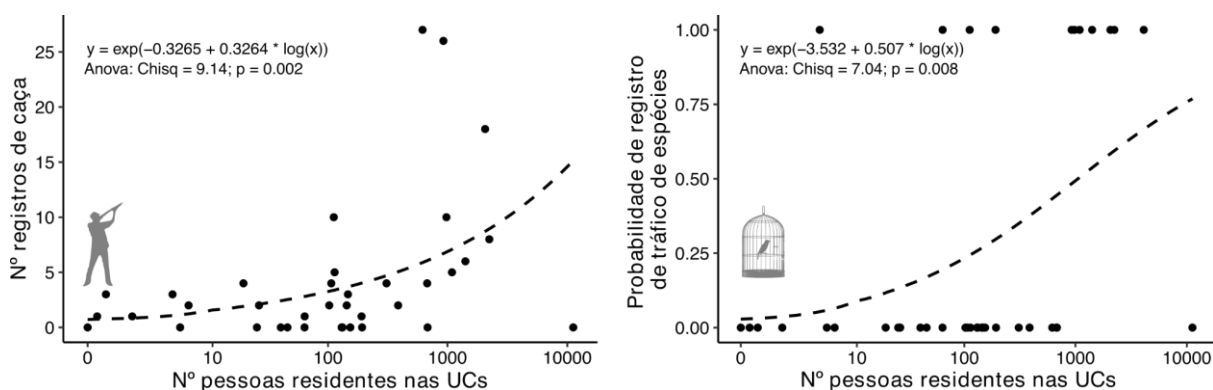 y = exp(−0.3265 + 0.3264 * log(x))
Anova: Chisq = 9.14; p = 0.002
Nº registros de caça
25
20
15
10
5
0
0
10
100
1000
10000
Nº pessoas residentes nas UCs
y = exp(−3.532 + 0.507 * log(x))
Anova: Chisq = 7.04; p = 0.008
Probabilidade de registro
de tráfico de espécies
1.00
0.75
0.50
0.25
0.00
0
10
100
1000
10000
Nº pessoas residentes nas UCs